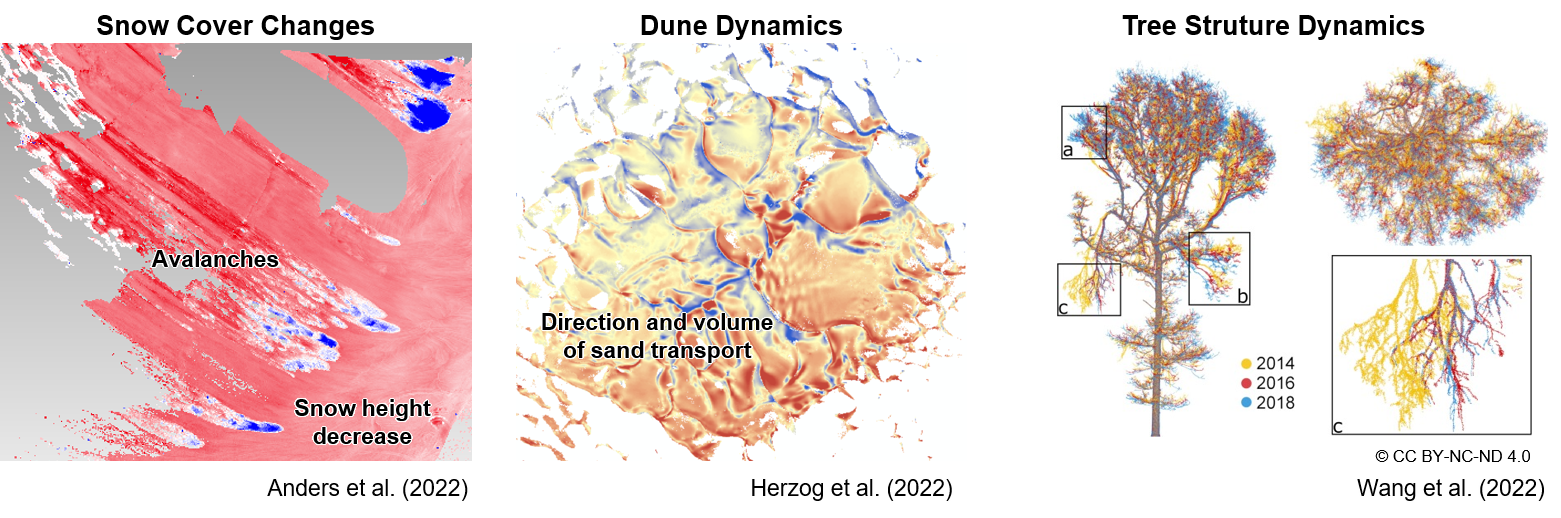 Snow Cover Changes
Avalanches
Snow height
decrease
Anders et al. (2022)
Dune Dynamics
Direction and volume
of sand transport
Herzog et al. (2022)
Tree Struture Dynamics
a
b
c
2014
2016
2018
c
© CC BY-NC-ND 4.0
Wang et al. (2022)